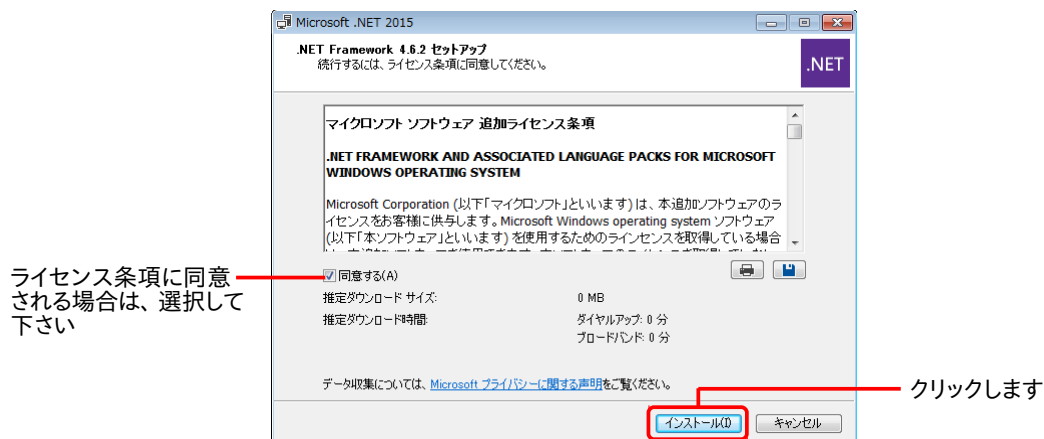 Microsoft .NET 2015
.NET Framework 4.6.2 セットアップ
続行するには、ライセンス条項に同意してください。
.NET
マイクロソフト ソフトウェア 追加ライセンス条項
.NET FRAMEWORK AND ASSOCIATED LANGUAGE PACKS FOR MICROSOFT
WINDOWS OPERATING SYSTEM
Microsoft Corporation (以下「マイクロソフト」といいます) は、本追加ソフトウェアのラ
イセンスをお客様に供与します。Microsoft Windows operating system ソフトウェア
(以下「本ソフトウェア」といいます) を使用するためのラインセンスを取得している場合
ライセンス条項に同意
される場合は、選択して
下さい
同意する(A)
推定ダウンロード サイズ: 0 MB
推定ダウンロード時間: ダイヤルアップ: 0 分
ブロードバンド: 0 分
データ収集については、Microsoft プライバシーに関する声明をご覧ください。
クリックします
インストール(I) キャンセル